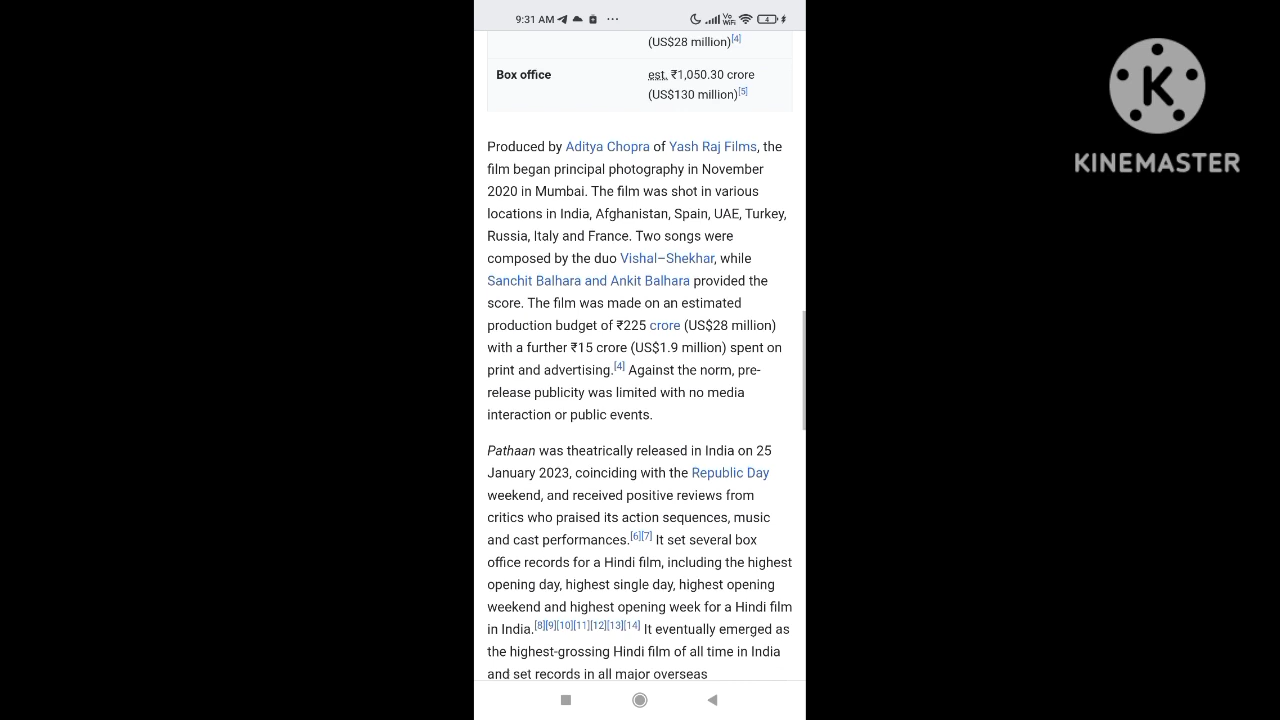 9:31 AM
Vo WiFi
4
(US$28 million)[4]
Box office
est. ₹1,050.30 crore
(US$130 million)[5]
K
KINEMASTER
Produced by Aditya Chopra of Yash Raj Films, the
film began principal photography in November
2020 in Mumbai. The film was shot in various
locations in India, Afghanistan, Spain, UAE, Turkey,
Russia, Italy and France. Two songs were
composed by the duo Vishal–Shekhar, while
Sanchit Balhara and Ankit Balhara provided the
score. The film was made on an estimated
production budget of ₹225 crore (US$28 million)
with a further ₹15 crore (US$1.9 million) spent on
print and advertising.[4] Against the norm, pre-
release publicity was limited with no media
interaction or public events.
Pathaan was theatrically released in India on 25
January 2023, coinciding with the Republic Day
weekend, and received positive reviews from
critics who praised its action sequences, music
and cast performances.[6][7] It set several box
office records for a Hindi film, including the highest
opening day, highest single day, highest opening
weekend and highest opening week for a Hindi film
in India.[8][9][10][11][12][13][14] It eventually emerged as
the highest-grossing Hindi film of all time in India
and set records in all major overseas